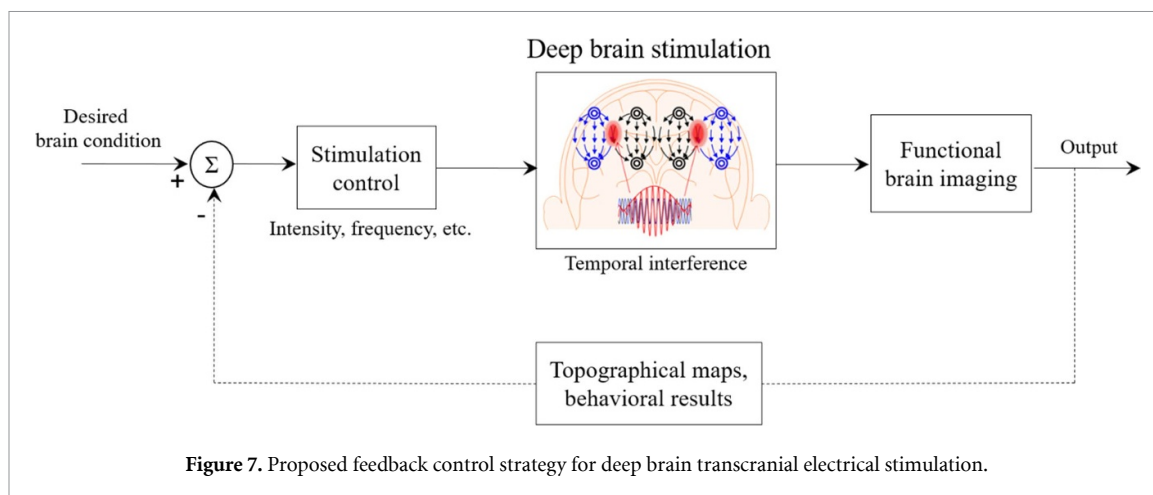 Deep brain stimulation
Desired
brain condition
+
Σ
-
Stimulation
control
Intensity, frequency, etc.
Temporal interference
Functional
brain imaging
Output
Topographical maps,
behavioral results
Figure 7. Proposed feedback control strategy for deep brain transcranial electrical stimulation.